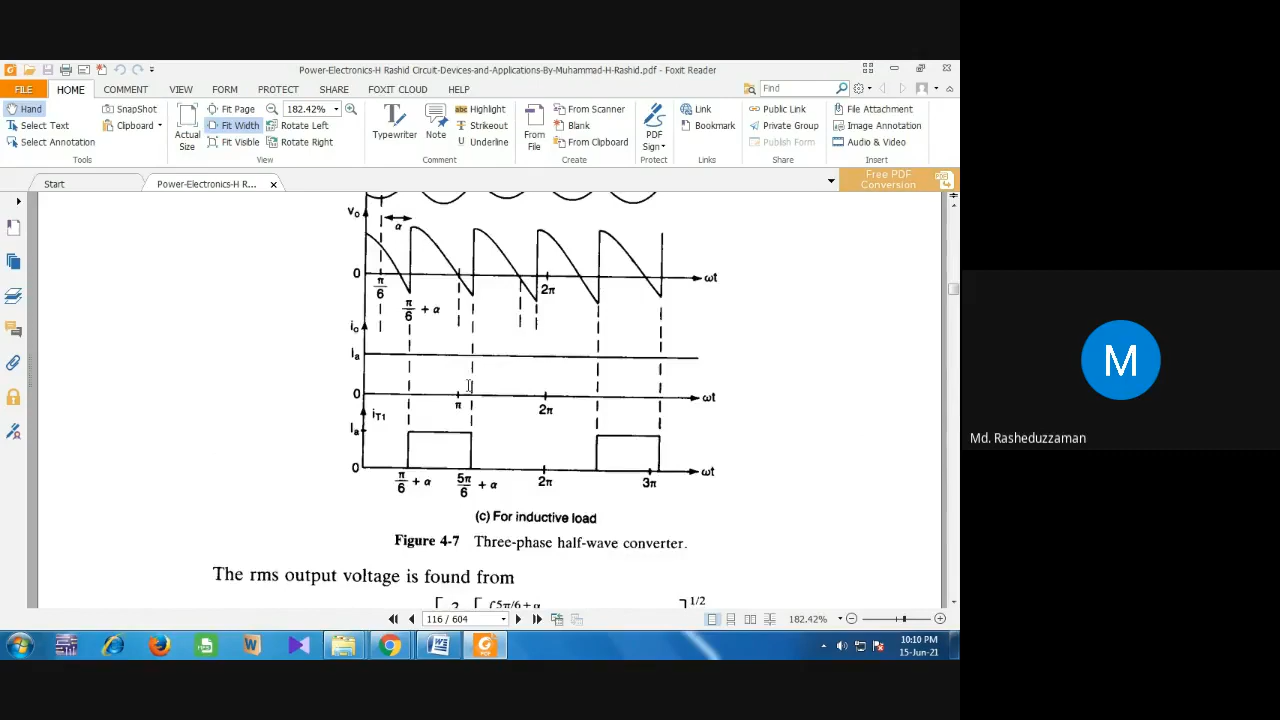 Power-Electronics-H Rashid Circuit-Devices-and-Applications-By-Muhammad-H-Rashid.pdf - Foxit Reader
FILE HOME COMMENT VIEW FORM PROTECT SHARE FOXIT CLOUD HELP Find
Hand SnapShot Fit Page 182.42% Highlight From Scanner Link Public Link File Attachment
Select Text Clipboard Actual Size Fit Width Rotate Left Typewriter Note Strikeout From File Blank PDF Sign Bookmark Private Group Image Annotation
Select Annotation Fit Visible Rotate Right Underline From Clipboard Publish Form Audio & Video
Tools View Comment Create Protect Links Share Insert
Start Power-Electronics-H R... Free PDF Conversion
vo
α
0 ωt
π/6 2π
π/6 + α
io
Ia
0 π 2π ωt
iT1
Ia
0 ωt
π/6 + α 5π/6 + α 2π 3π
(c) For inductive load
Figure 4-7 Three-phase half-wave converter.
The rms output voltage is found from
5π/6 + α 1/2
116 / 604 182.42%
10:10 PM
15-Jun-21
M
Md. Rasheduzzaman